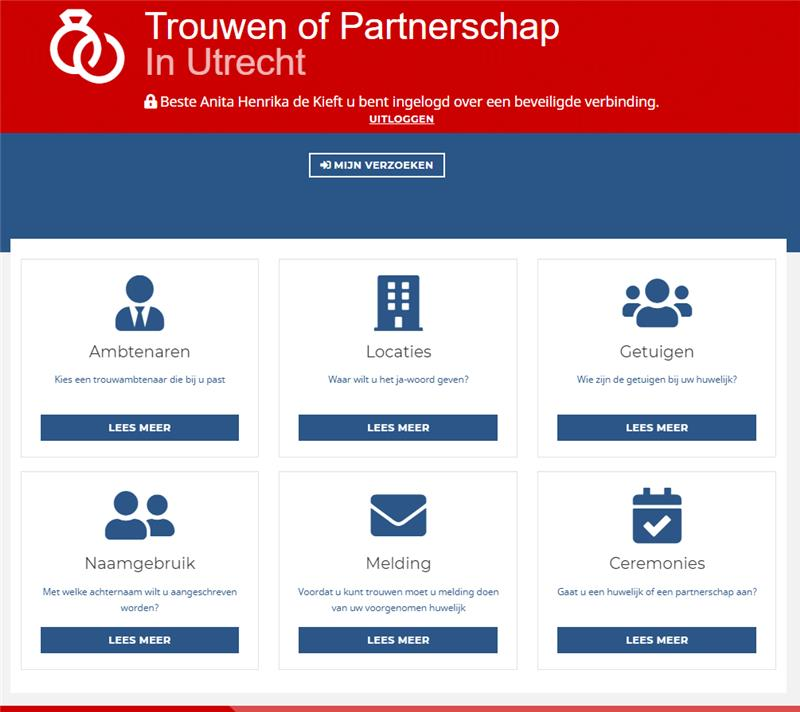 Trouwen of Partnerschap
In Utrecht
Beste Anita Henrika de Kieft u bent ingelogd over een beveiligde verbinding.
UITLOGGEN
MIJN VERZOEKEN
Ambtenaren
Kies een trouwambtenaar die bij u past
LEES MEER
Locaties
Waar wilt u het ja-woord geven?
LEES MEER
Getuigen
Wie zijn de getuigen bij uw huwelijk?
LEES MEER
Naamgebruik
Met welke achternaam wilt u aangeschreven
worden?
LEES MEER
Melding
Voordat u kunt trouwen moet u melding doen
van uw voorgenomen huwelijk
LEES MEER
Ceremonies
Gaat u een huwelijk of een partnerschap aan?
LEES MEER